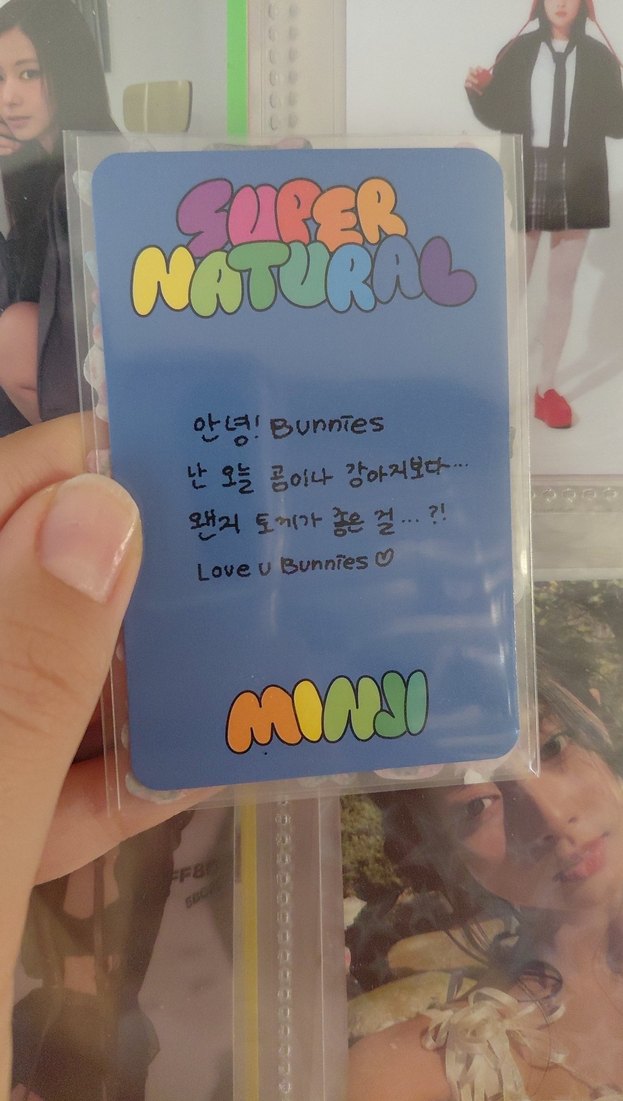 SUPER
NATURAL
안녕! Bunnies
난 오늘 곰이나 강아지보다...
왠지 토끼가 좋은 걸...?!
Love u Bunnies ♡
MINJI